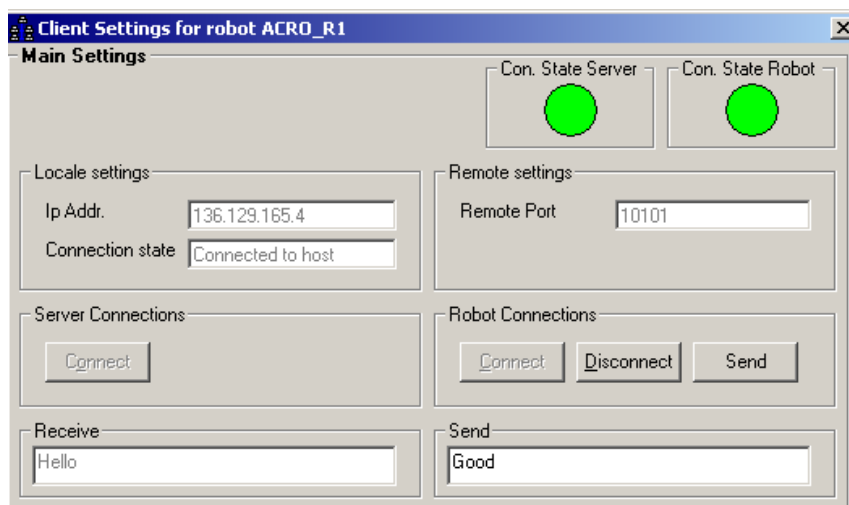 Client Settings for robot ACRO_R1
Main Settings
Con. State Server
Con. State Robot
Locale settings
Ip Addr.
136.129.165.4
Connection state
Connected to host
Remote settings
Remote Port
10101
Server Connections
Connect
Robot Connections
Connect
Disconnect
Send
Receive
Hello
Send
Good